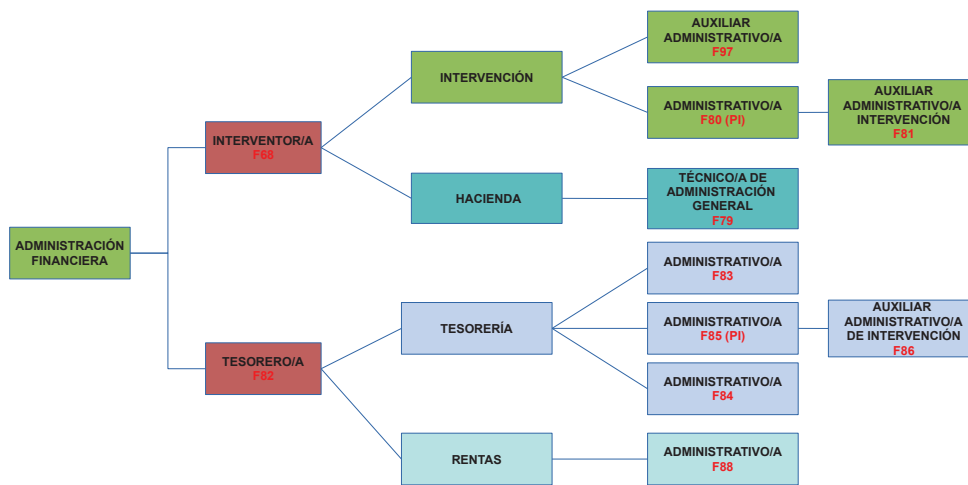 ADMINISTRACIÓN
FINANCIERA
INTERVENTOR/A
F68
INTERVENCIÓN
AUXILIAR
ADMINISTRATIVO/A
F97
ADMINISTRATIVO/A
F80 (PI)
AUXILIAR
ADMINISTRATIVO/A
INTERVENCIÓN
F81
HACIENDA
TÉCNICO/A DE
ADMINISTRACIÓN
GENERAL
F79
TESORERO/A
F82
TESORERÍA
ADMINISTRATIVO/A
F83
ADMINISTRATIVO/A
F85 (PI)
AUXILIAR
ADMINISTRATIVO/A
DE INTERVENCIÓN
F86
ADMINISTRATIVO/A
F84
RENTAS
ADMINISTRATIVO/A
F88